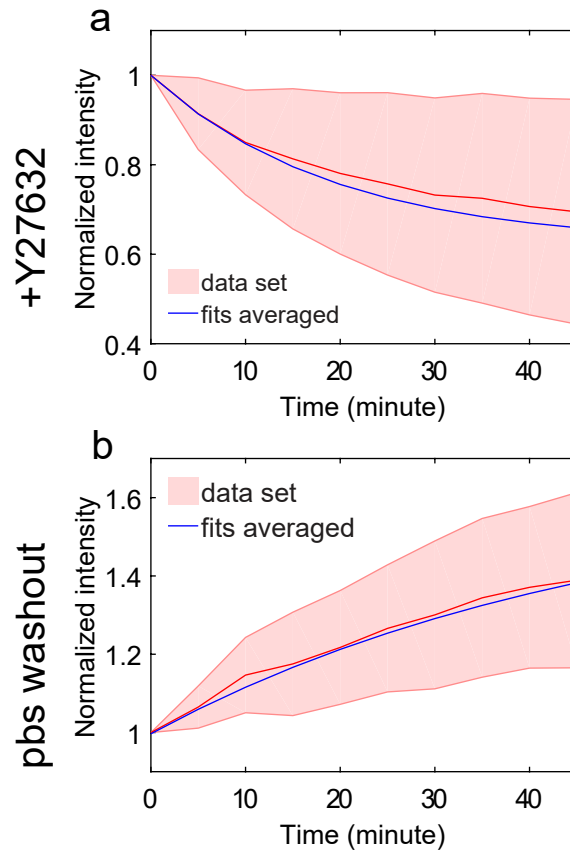 a
+Y27632
Normalized intensity
1
0.8
0.6
0.4
data set
fits averaged
0 10 20 30 40
Time (minute)
b
pbs washout
Normalized intensity
1.6
1.4
1.2
1
data set
fits averaged
0 10 20 30 40
Time (minute)